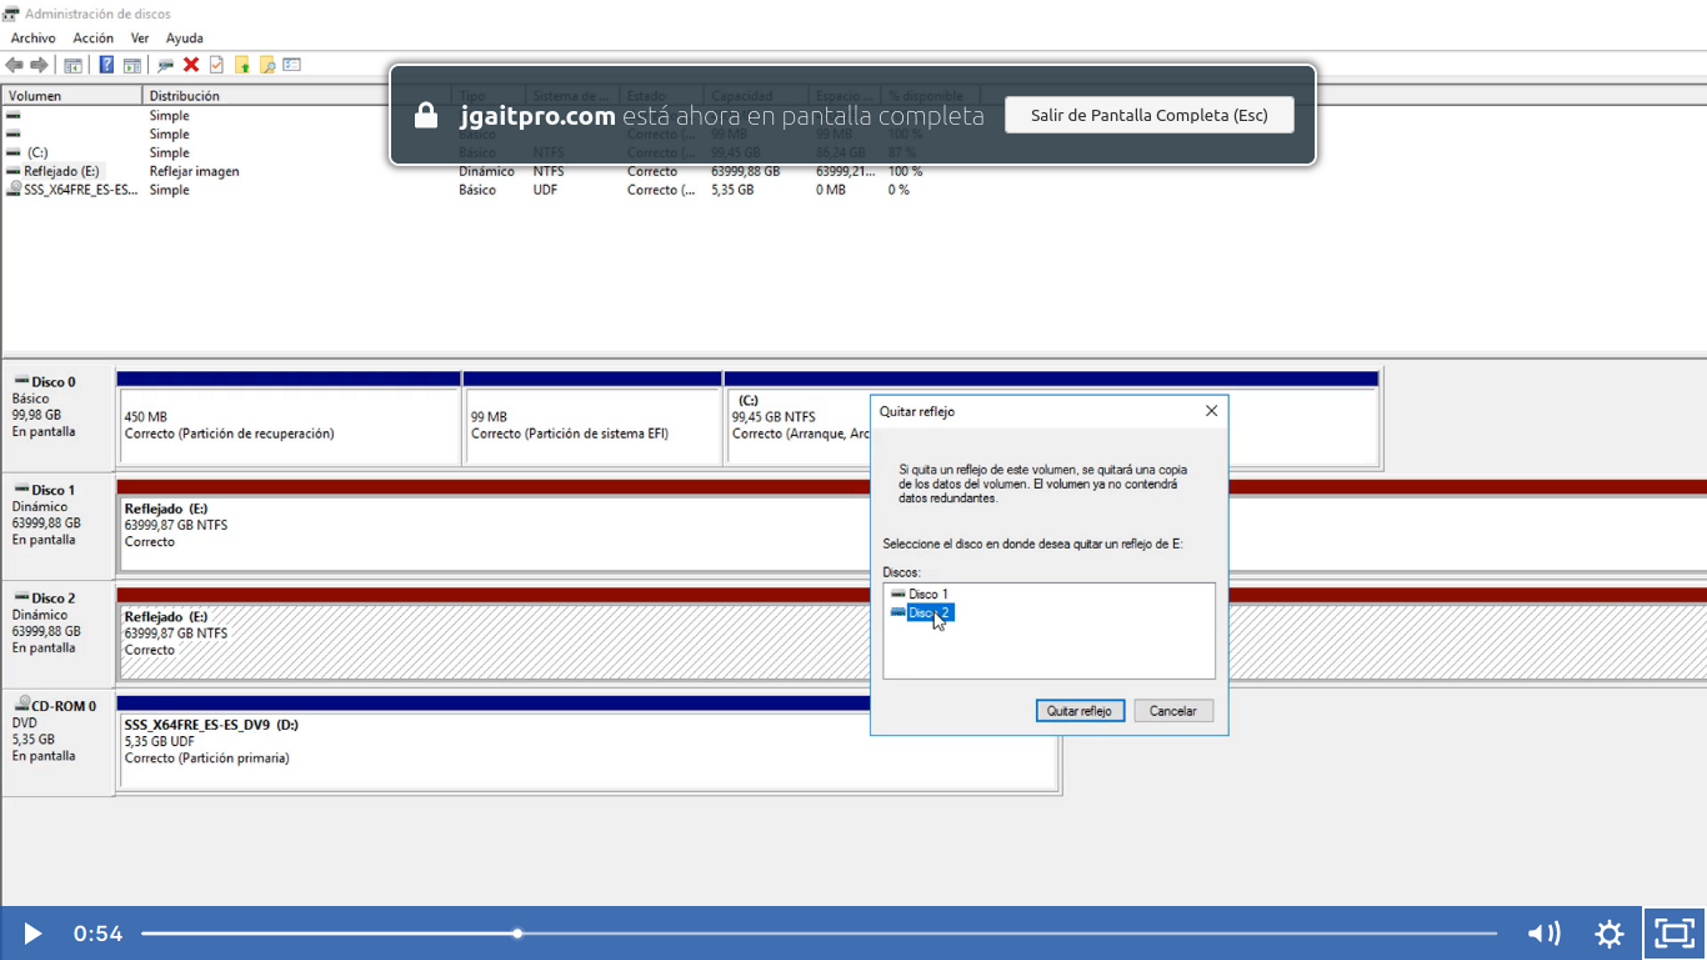 Administración de discos
Archivo Acción Ver Ayuda
Volumen Distribución Tipo Sistema de ... Estado Capacidad Espacio ... % disponible
Simple
Simple 99 MB 99 MB 100 %
(C:) Simple Básico NTFS Correcto (... 99,45 GB 86,24 GB 87 %
Reflejado (E:) Reflejar imagen Dinámico NTFS Correcto 63999,88 GB 63999,21... 100 %
SSS_X64FRE_ES-ES... Simple Básico UDF Correcto (... 5,35 GB 0 MB 0 %
jgaitpro.com está ahora en pantalla completa
Salir de Pantalla Completa (Esc)
Disco 0
Básico
99,98 GB
En pantalla
450 MB
Correcto (Partición de recuperación)
99 MB
Correcto (Partición de sistema EFI)
(C:)
99,45 GB NTFS
Correcto (Arranque, Arc
Disco 1
Dinámico
63999,88 GB
En pantalla
Reflejado (E:)
63999,87 GB NTFS
Correcto
Disco 2
Dinámico
63999,88 GB
En pantalla
Reflejado (E:)
63999,87 GB NTFS
Correcto
CD-ROM 0
DVD
5,35 GB
En pantalla
SSS_X64FRE_ES-ES_DV9 (D:)
5,35 GB UDF
Correcto (Partición primaria)
Quitar reflejo
Si quita un reflejo de este volumen, se quitará una copia
de los datos del volumen. El volumen ya no contendrá
datos redundantes.
Seleccione el disco en donde desea quitar un reflejo de E:
Discos:
Disco 1
Disco 2
Quitar reflejo Cancelar
0:54